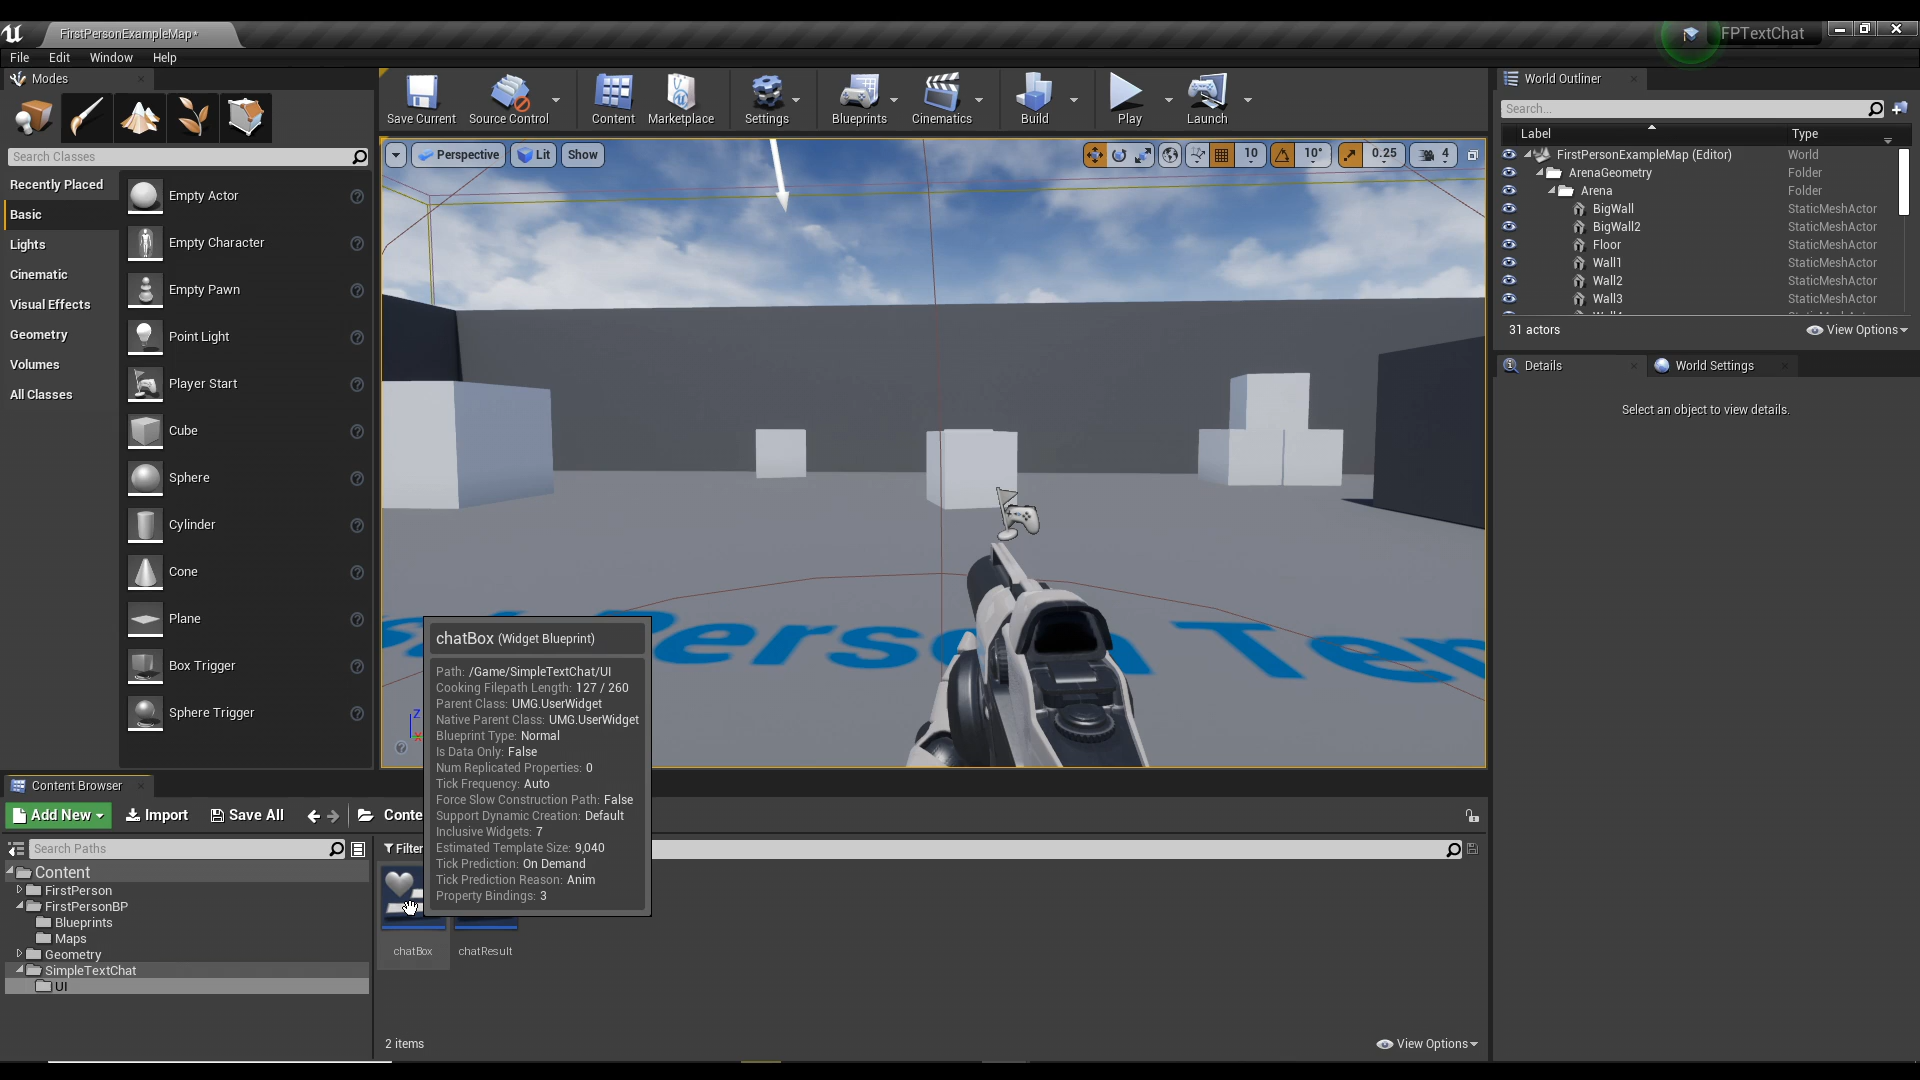 FirstPersonExampleMap*
FPTextChat
File Edit Window Help
Modes
Save Current
Source Control
Content
Marketplace
Settings
Blueprints
Cinematics
Build
Play
Launch
Search Classes
Recently Placed
Basic
Lights
Cinematic
Visual Effects
Geometry
Volumes
All Classes
Empty Actor
Empty Character
Empty Pawn
Point Light
Player Start
Cube
Sphere
Cylinder
Cone
Plane
Box Trigger
Sphere Trigger
Perspective Lit Show
10 10° 0.25 4
Person
Z
chatBox (Widget Blueprint)
Path: /Game/SimpleTextChat/UI
Cooking Filepath Length: 127 / 260
Parent Class: UMG.UserWidget
Native Parent Class: UMG.UserWidget
Blueprint Type: Normal
Is Data Only: False
Num Replicated Properties: 0
Tick Frequency: Auto
Force Slow Construction Path: False
Support Dynamic Creation: Default
Inclusive Widgets: 7
Estimated Template Size: 9,040
Tick Prediction: On Demand
Tick Prediction Reason: Anim
Property Bindings: 3
World Outliner
Search...
Label Type
FirstPersonExampleMap (Editor) World
ArenaGeometry Folder
Arena Folder
BigWall StaticMeshActor
BigWall2 StaticMeshActor
Floor StaticMeshActor
Wall1 StaticMeshActor
Wall2 StaticMeshActor
Wall3 StaticMeshActor
31 actors
View Options
Details
World Settings
Select an object to view details.
Content Browser
Add New Import Save All Conte
Search Paths
Filter
Content
FirstPerson
FirstPersonBP
Blueprints
Maps
Geometry
SimpleTextChat
UI
chatBox
chatResult
2 items
View Options